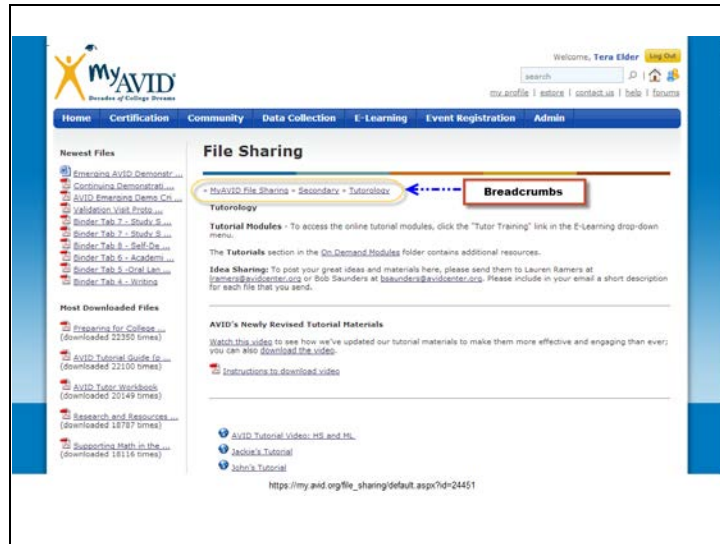 MyAVID
Decades of College Dreams
Welcome, Tera Elder Log Out
search
my profile | estore | contact us | help | forums
Home Certification Community Data Collection E-Learning Event Registration Admin
Newest Files
Emerging AVID Demonstr ...
Continuing Demonstrati ...
AVID Emerging Demo Cri ...
Validation Visit Proto ...
Binder Tab 7 - Study S ...
Binder Tab 7 - Study S ...
Binder Tab 8 - Self-De ...
Binder Tab 6 - Academi ...
Binder Tab 5 -Oral Lan ...
Binder Tab 4 - Writing
Most Downloaded Files
Preparing for College ...
(downloaded 22350 times)
AVID Tutorial Guide (p ...
(downloaded 22100 times)
AVID Tutor Workbook
(downloaded 20149 times)
Research and Resources ...
(downloaded 18787 times)
Supporting Math in the ...
(downloaded 18116 times)
File Sharing
» MyAVID File Sharing » Secondary » Tutorology
Breadcrumbs
Tutorology
Tutorial Modules - To access the online tutorial modules, click the "Tutor Training" link in the E-Learning drop-down
menu.
The Tutorials section in the On Demand Modules folder contains additional resources.
Idea Sharing: To post your great ideas and materials here, please send them to Lauren Ramers at
lramers@avidcenter.org or Bob Saunders at bsaunders@avidcenter.org. Please include in your email a short description
for each file that you send.
AVID's Newly Revised Tutorial Materials
Watch this video to see how we've updated our tutorial materials to make them more effective and engaging than ever;
you can also download the video.
Instructions to download video
AVID Tutorial Video: HS and ML
Jackie's Tutorial
John's Tutorial
https://my.avid.org/file_sharing/default.aspx?id=24451